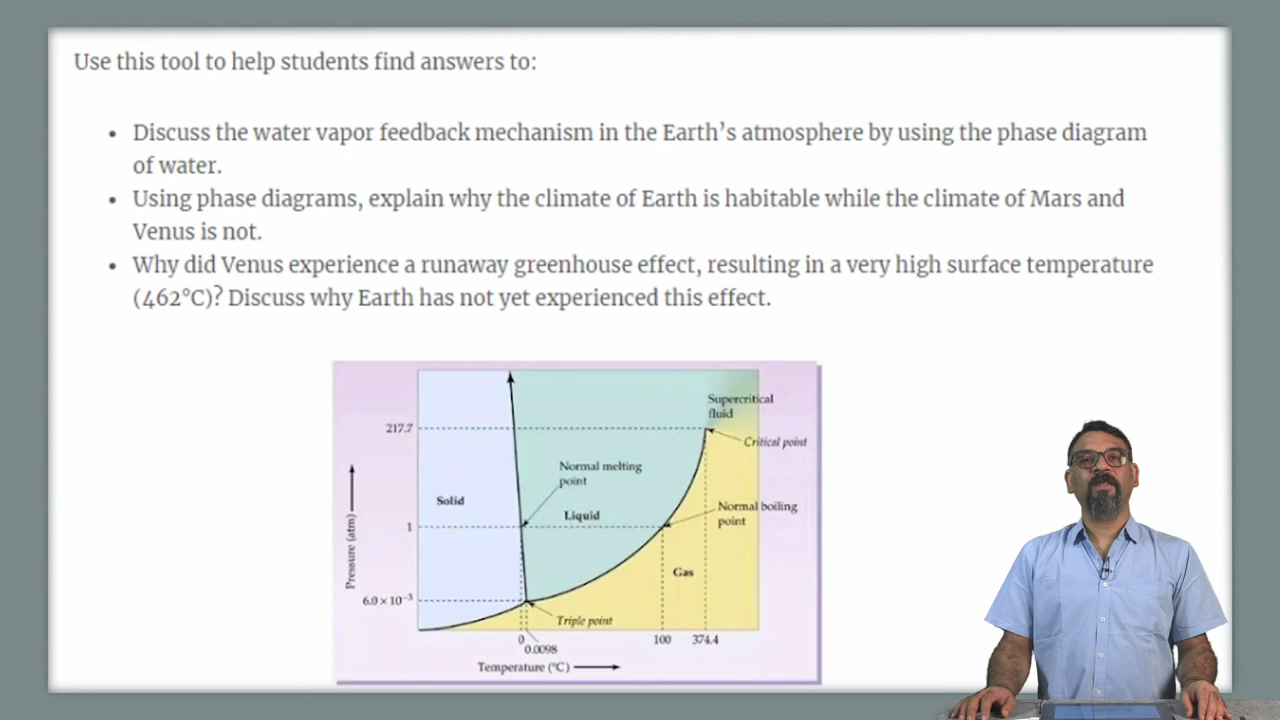 Use this tool to help students find answers to:
• Discuss the water vapor feedback mechanism in the Earth’s atmosphere by using the phase diagram
of water.
• Using phase diagrams, explain why the climate of Earth is habitable while the climate of Mars and
Venus is not.
• Why did Venus experience a runaway greenhouse effect, resulting in a very high surface temperature
(462°C)? Discuss why Earth has not yet experienced this effect.
Supercritical
fluid
217.7
Critical point
Normal melting
point
Solid
Liquid
Normal boiling
point
1
Pressure (atm)
Gas
6.0 × 10⁻³
Triple point
0
0.0098
100
374.4
Temperature (°C)